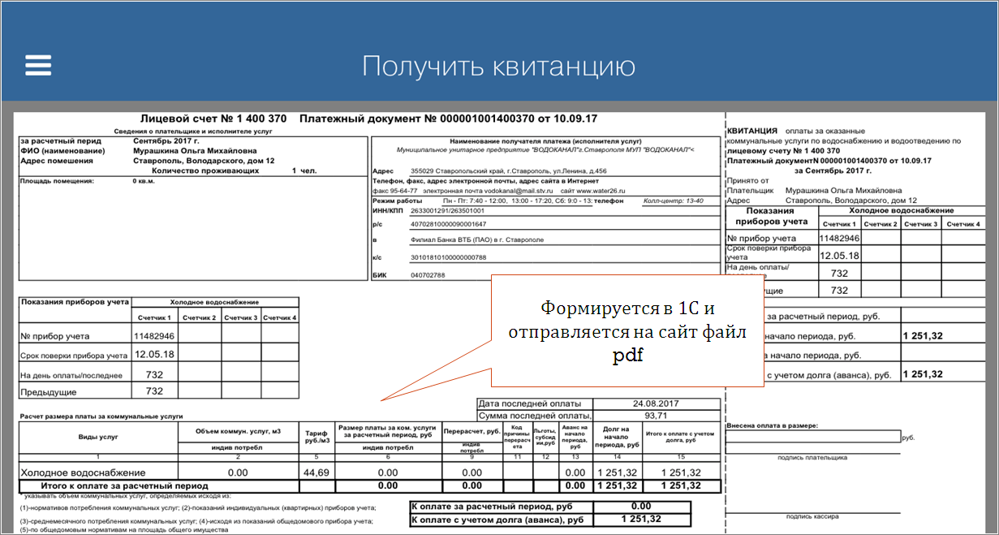 Получить квитанцию
Лицевой счет № 1 400 370 Платежный документ № 000001001400370 от 10.09.17
Сведения о плательщике и исполнителе услуг
за расчетный перид Сентябрь 2017 г.
ФИО (наименование) Мурашкина Ольга Михайловна
Адрес помешения Ставрополь, Володарского, дом 12
Количество проживающих 1 чел.
Площадь помещения: 0 кв.м.
Наименование получателя платежа (исполнителя услуг)
Муниципальное унитарное предприятие "ВОДОКАНАЛ"г.Ставрополя МУП "ВОДОКАНАЛ"<
Адрес 355029 Ставропольский край, г.Ставрополь, ул.Ленина, д.456
Телефон, факс, адрес электронной почты, адрес сайта в Интернет
факс 95-64-77 электронная почта vodokanal@mail.stv.ru сайт www.water26.ru
Режим работы Пн - Пт: 7:40 - 12:00, 13:00 - 17:20, Сб: 9:0 - 13: телефон Колл-центр: 13-40
ИНН/КПП 2633001291/263501001
р/с 40702810000090001647
в Филиал Банка ВТБ (ПАО) в г. Ставрополе
к/с 30101810100000000788
БИК 040702788
КВИТАНЦИЯ оплаты за оказанные
коммунальные услуги по водоснабжению и водоотведению по
лицевому счету № 1 400 370
Платежный документN 000001001400370 от 10.09.17
за Сентябрь 2017 г.
Принято от
Плательщик Мурашкина Ольга Михайловна
Адрес Ставрополь, Володарского, дом 12
Показания приборов учета Холодное водоснабжение
Счетчик 1 Счетчик 2 Счетчик 3 Счетчик 4
№ прибор учета 11482946
Срок поверки прибора
учета 12.05.18
На день оплаты/
732
ущие 732
за расчетный период, руб.
начало периода, руб. 1 251,32
а начало периода, руб.
с учетом долга (аванса), руб. 1 251,32
Формируется в 1С и
отправляется на сайт файл
pdf
Показания приборов учета Холодное водоснабжение
Счетчик 1 Счетчик 2 Счетчик 3 Счетчик 4
№ прибор учета 11482946
Срок поверки прибора учета 12.05.18
На день оплаты/последнее 732
Предыдущие 732
Дата последней оплаты 24.08.2017
Сумма последней оплаты, 93,71
Расчет размера платы за коммунальные услуги
Виды услуг
Объем коммун. услуг, м3
индив потребл
Тариф
руб./м3
Размер платы за ком. услуги
за расчетный период, руб
индив потребл
Перерасчет, руб.
индив
потребл
Код
причины
перерасч
ета
Льготы,
субсид
ии,руб
Аванс на
начало
периода,
руб
Долг на
начало
периода, руб
Итого к оплате с учетом
долга, руб
1 2 5 6 9 11 12 13 14 15
Холодное водоснабжение 0.00 44,69 0.00 0.00 0.00 1 251,32 1 251,32
Итого к оплате за расчетный период 0.00 0.00 0.00 1 251,32 1 251,32
* указывать объем коммунальных услуг, определяемых исходя из:
(1)-нормативов потребления коммунальных услуг; (2)-показаний индивидуальных (квартирных) приборов учета;
(3)-среднемесячного потребления коммунальных услуг; (4)-исходя из показаний общедомового прибора учета;
(5)-по общедомовым нормативам на площадь общего имущества
К оплате за расчетный период, руб 0.00
К оплате с учетом долга (аванса), руб 1 251,32
Внесена оплата в размере:
руб.
подпись плательщика
подпись кассира